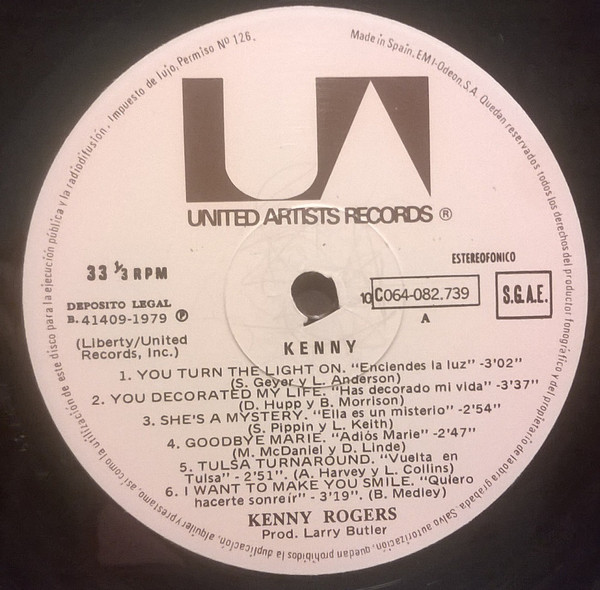 Impuesto de lujo, Permiso Nº 126.
Made in Spain. EMI-Odeon, S.A. Quedan reservados todos los derechos del productor fonográfico y del propietario de la obra grabada. Salvo autorización, quedan prohibidos la duplicación, alquiler y préstamo, así como la utilización de este disco para la ejecución pública y la radiodifusión.
UA
UNITED ARTISTS RECORDS ®
ESTEREOFONICO
33 ⅓ RPM
10C064-082.739
S.G.A.E.
DEPOSITO LEGAL
B. 41409-1979 Ⓟ
A
(Liberty/United
Records, Inc.)
KENNY
1. YOU TURN THE LIGHT ON. "Enciendes la luz" -3'02"
(S. Geyer y L. Anderson)
2. YOU DECORATED MY LIFE. "Has decorado mi vida" -3'37"
(D. Hupp y B. Morrison)
3. SHE'S A MYSTERY. "Ella es un misterio" -2'54"
(S. Pippin y L. Keith)
4. GOODBYE MARIE. "Adiós Marie" -2'47"
(M. McDaniel y D. Linde)
5. TULSA TURNAROUND. "Vuelta en
Tulsa" - 2'51". (A. Harvey y L. Collins)
6. I WANT TO MAKE YOU SMILE. "Quiero
hacerte sonreír" - 3'19". (B. Medley)
KENNY ROGERS
Prod. Larry Butler